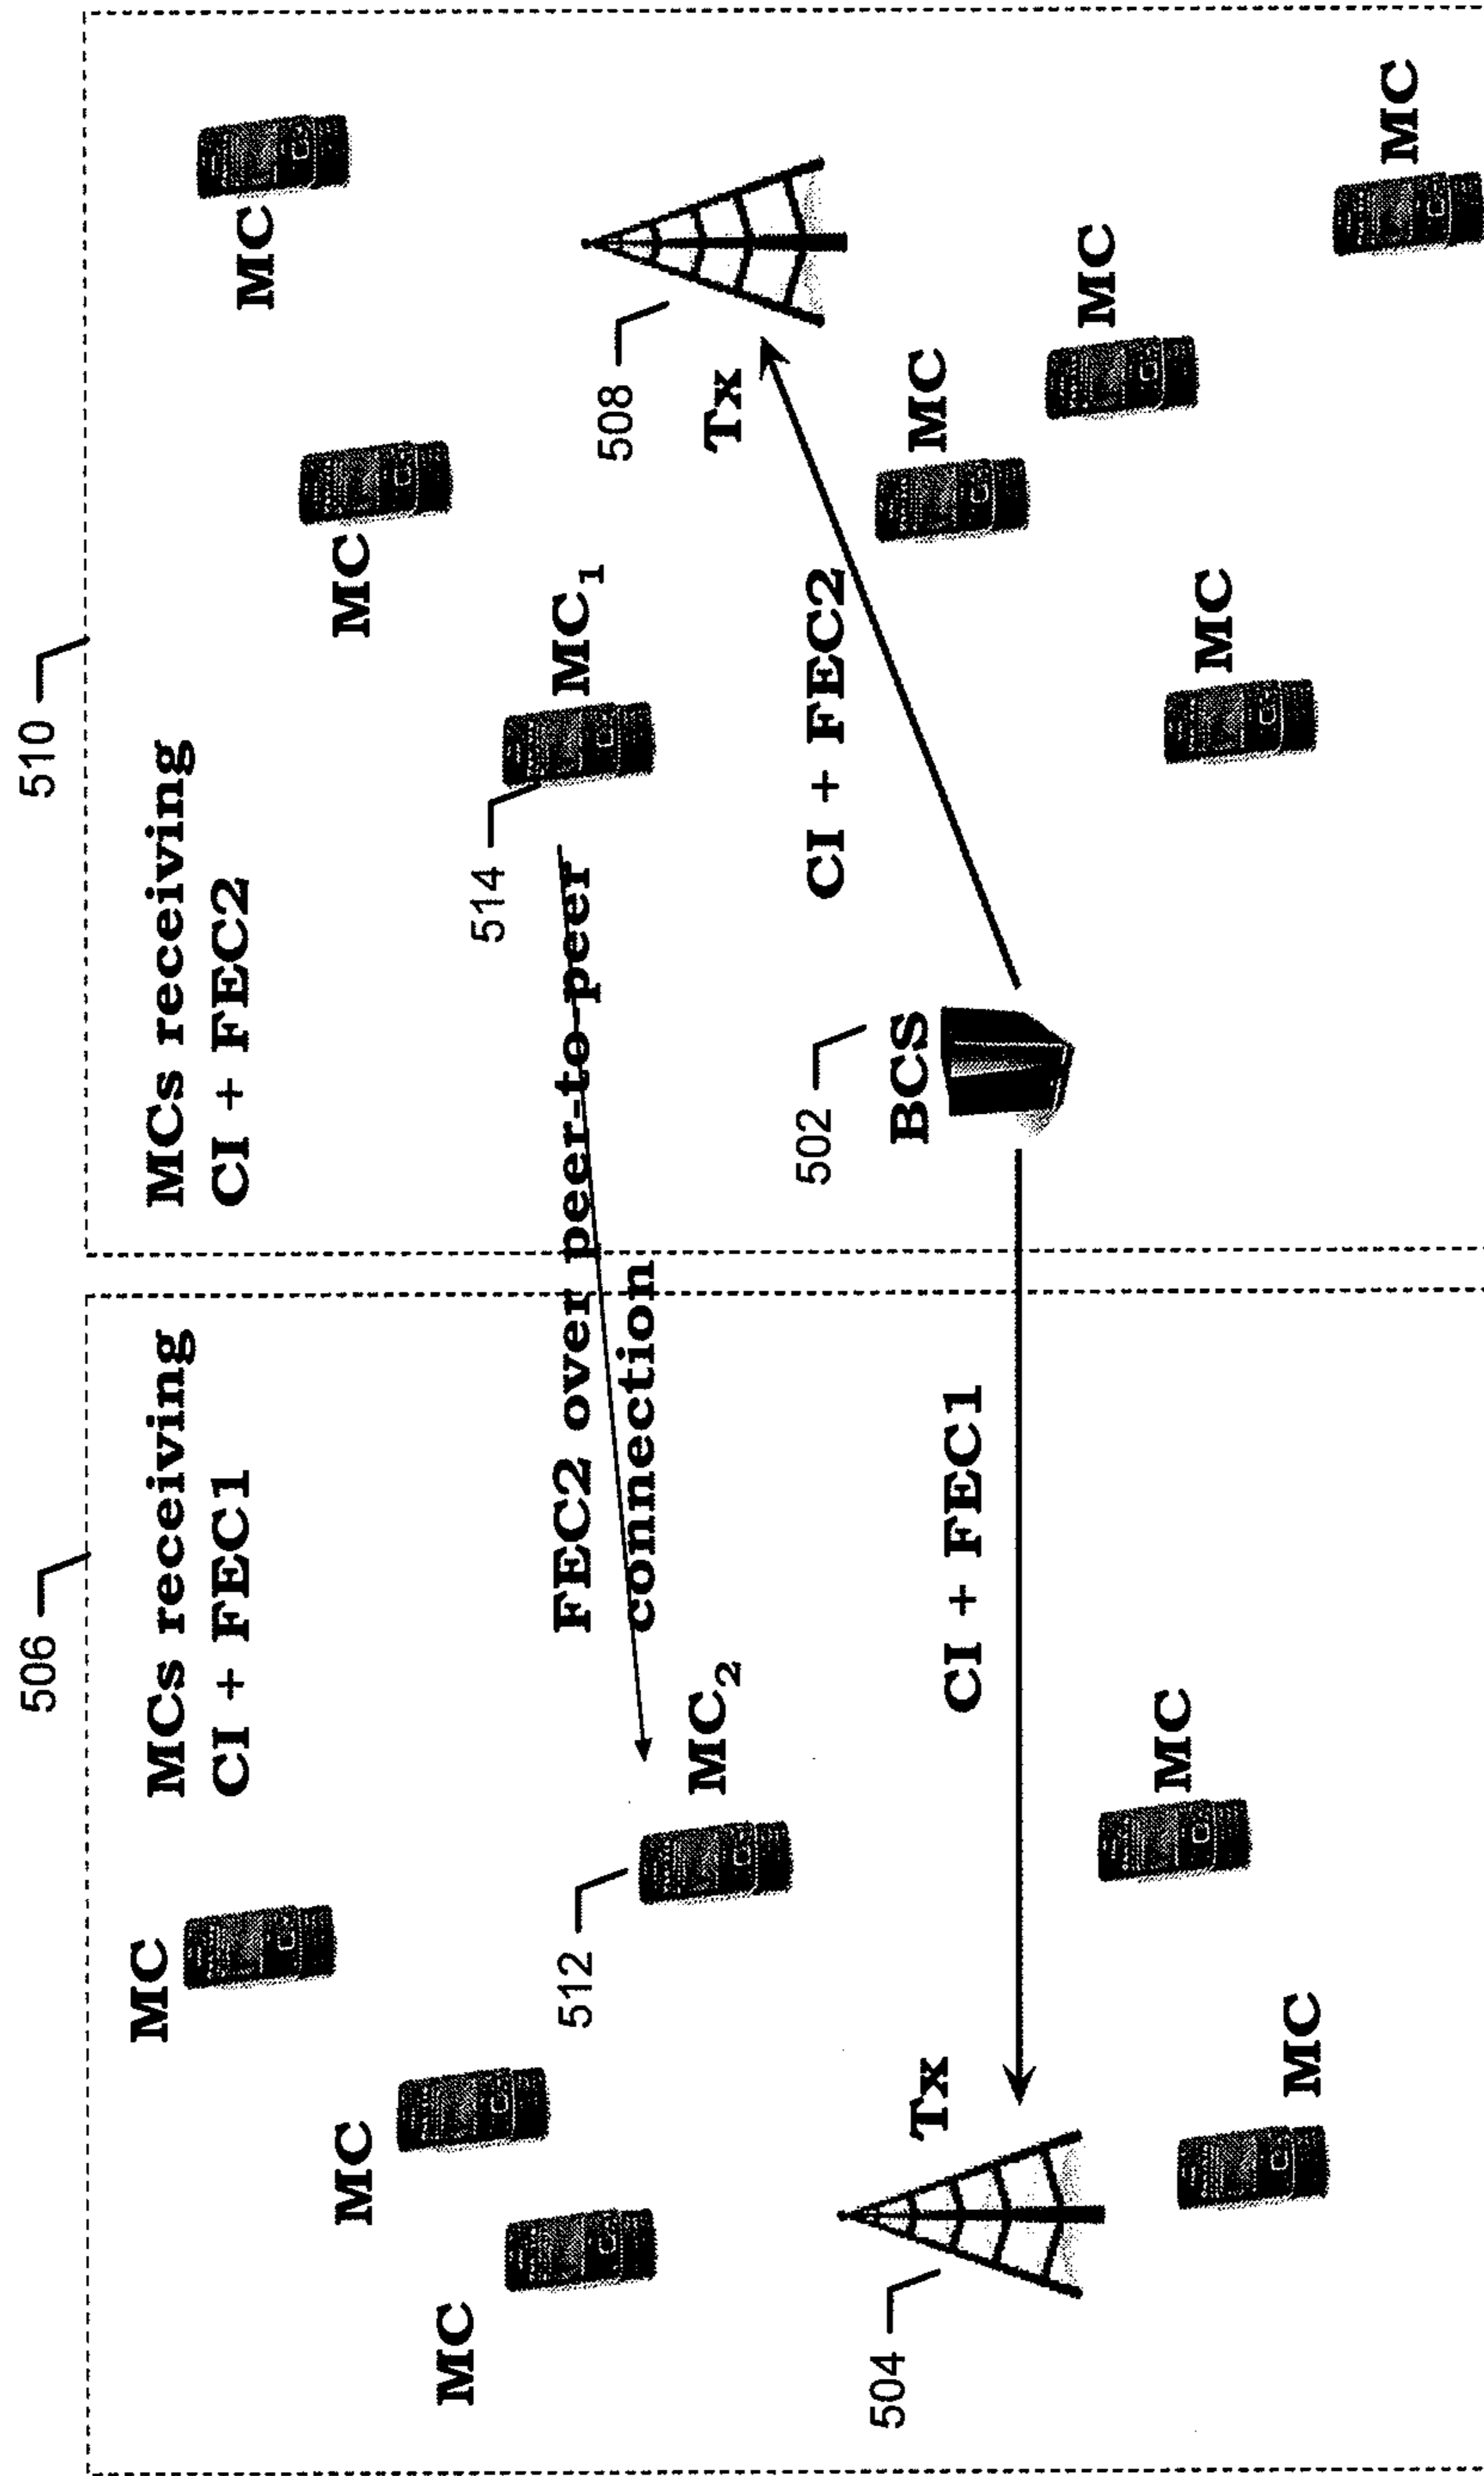 506
MCs receiving
CI + FEC1
MC
MC
MC
512
MC₂
FEC2 over peer-to-peer
connection
504
Tx
CI + FEC1
MC
MC
510
MCs receiving
CI + FEC2
MC
MC
514
MC₁
508
Tx
CI + FEC2
502
BCS
MC
MC
MC
MC